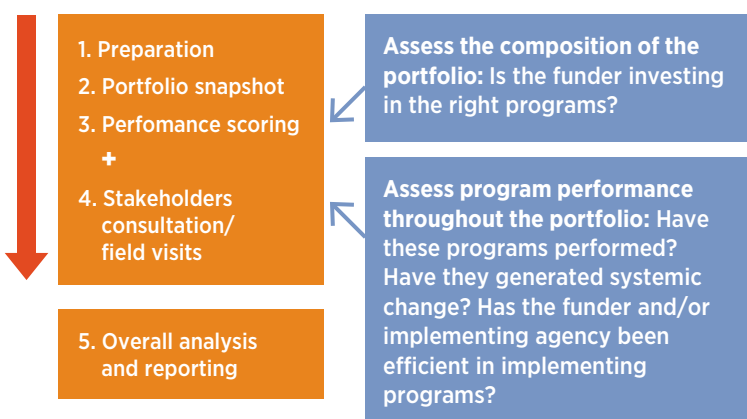 1. Preparation
2. Portfolio snapshot
3. Perfomance scoring
+
4. Stakeholders
consultation/
field visits
5. Overall analysis
and reporting
Assess the composition of the
portfolio: Is the funder investing
in the right programs?
Assess program performance
throughout the portfolio: Have
these programs performed?
Have they generated systemic
change? Has the funder and/or
implementing agency been
efficient in implementing
programs?